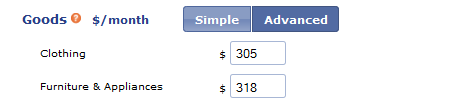 Goods ? $/month Simple Advanced
Clothing $ 305
Furniture & Appliances $ 318